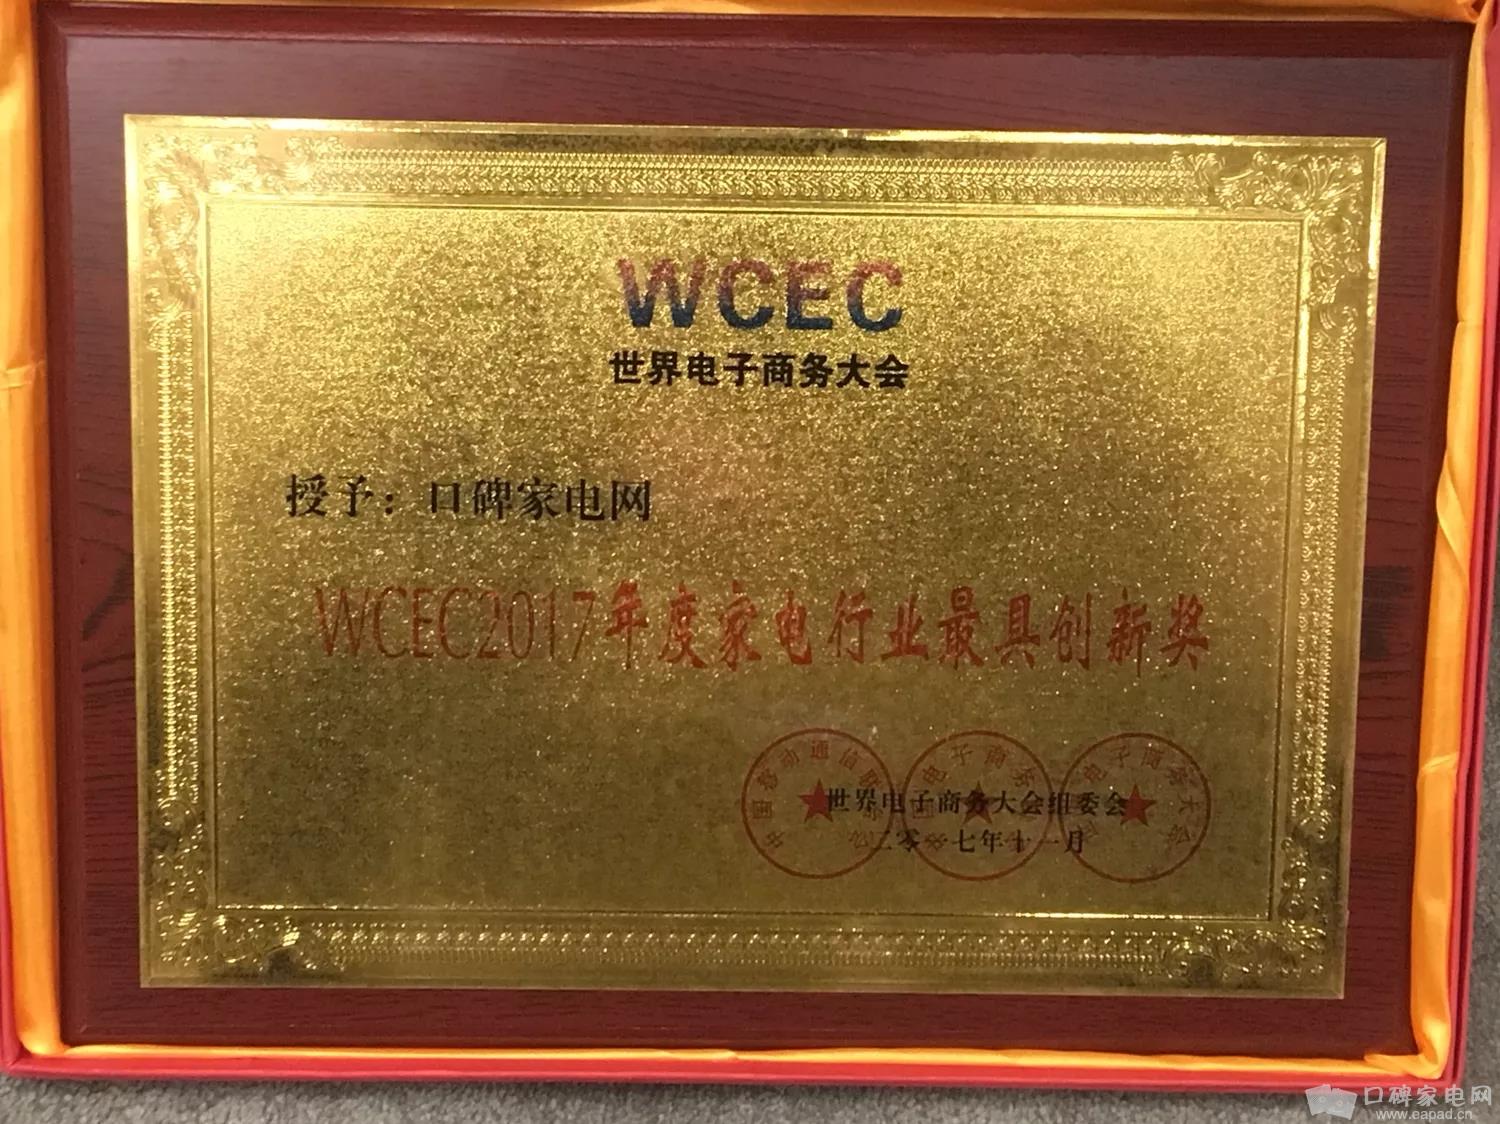 WCEC
世界电子商务大会
授予：口碑家电网
WCEC2017年度家电行业最具创新奖
世界电子商务大会组委会
二零一七年十一月
口碑家电网
www.eapad.cn